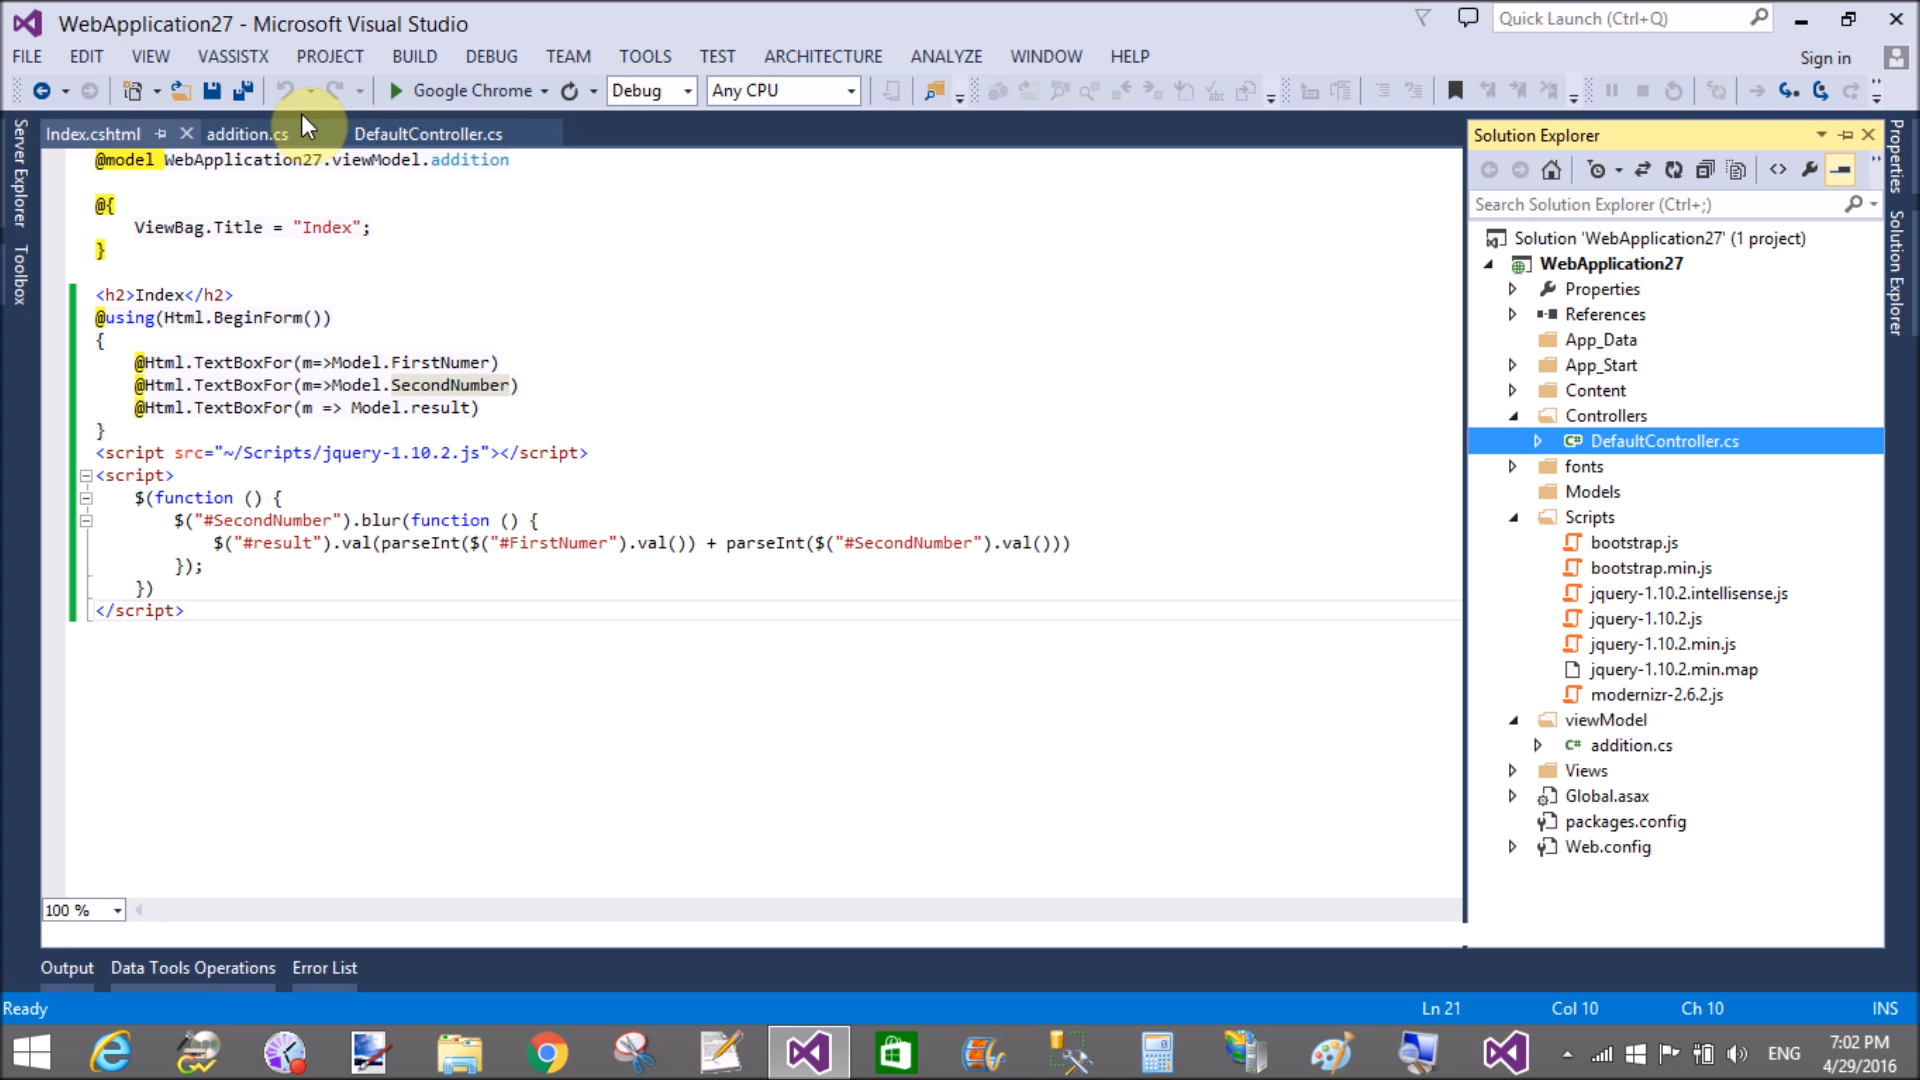 WebApplication27 - Microsoft Visual Studio
Quick Launch (Ctrl+Q)
FILE EDIT VIEW VASSISTX PROJECT BUILD DEBUG TEAM TOOLS TEST ARCHITECTURE ANALYZE WINDOW HELP
Sign in
Google Chrome Debug Any CPU
Index.cshtml addition.cs DefaultController.cs
Server Explorer
Toolbox
@model WebApplication27.viewModel.addition
@{
ViewBag.Title = "Index";
}
<h2>Index</h2>
@using(Html.BeginForm())
{
@Html.TextBoxFor(m=>Model.FirstNumer)
@Html.TextBoxFor(m=>Model.SecondNumber)
@Html.TextBoxFor(m => Model.result)
}
<script src="~/Scripts/jquery-1.10.2.js"></script>
<script>
$(function () {
$("#SecondNumber").blur(function () {
$("#result").val(parseInt($("#FirstNumer").val()) + parseInt($("#SecondNumber").val()))
});
})
</script>
100 %
Solution Explorer
Search Solution Explorer (Ctrl+;)
Solution 'WebApplication27' (1 project)
WebApplication27
Properties
References
App_Data
App_Start
Content
Controllers
C# DefaultController.cs
fonts
Models
Scripts
bootstrap.js
bootstrap.min.js
jquery-1.10.2.intellisense.js
jquery-1.10.2.js
jquery-1.10.2.min.js
jquery-1.10.2.min.map
modernizr-2.6.2.js
viewModel
C# addition.cs
Views
Global.asax
packages.config
Web.config
Properties
Solution Explorer
Output Data Tools Operations Error List
Ready Ln 21 Col 10 Ch 10 INS
ENG
7:02 PM
4/29/2016